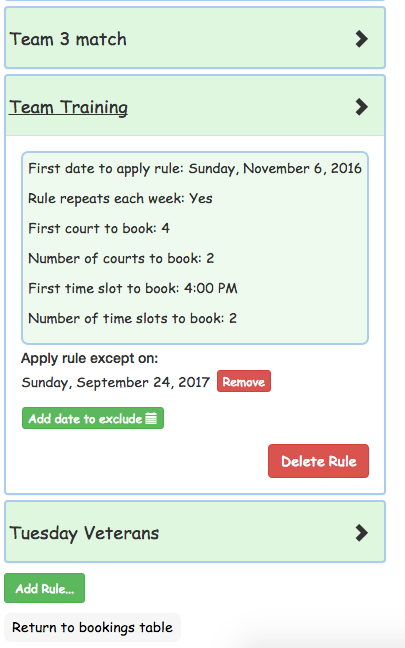 Team 3 match
Team Training
First date to apply rule: Sunday, November 6, 2016
Rule repeats each week: Yes
First court to book: 4
Number of courts to book: 2
First time slot to book: 4:00 PM
Number of time slots to book: 2
Apply rule except on:
Sunday, September 24, 2017 Remove
Add date to exclude
Delete Rule
Tuesday Veterans
Add Rule...
Return to bookings table